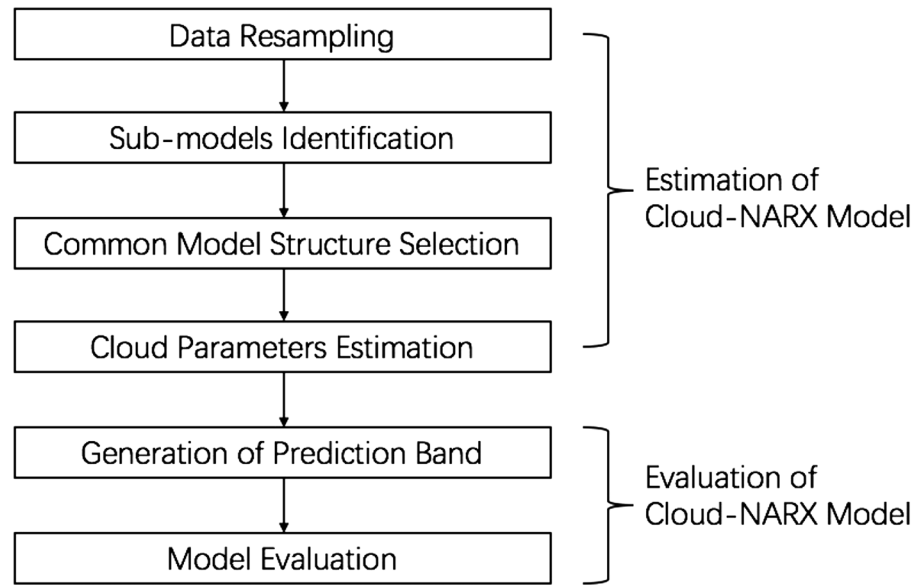 Data Resampling
Sub-models Identification
Common Model Structure Selection
Cloud Parameters Estimation
Estimation of
Cloud-NARX Model
Generation of Prediction Band
Model Evaluation
Evaluation of
Cloud-NARX Model